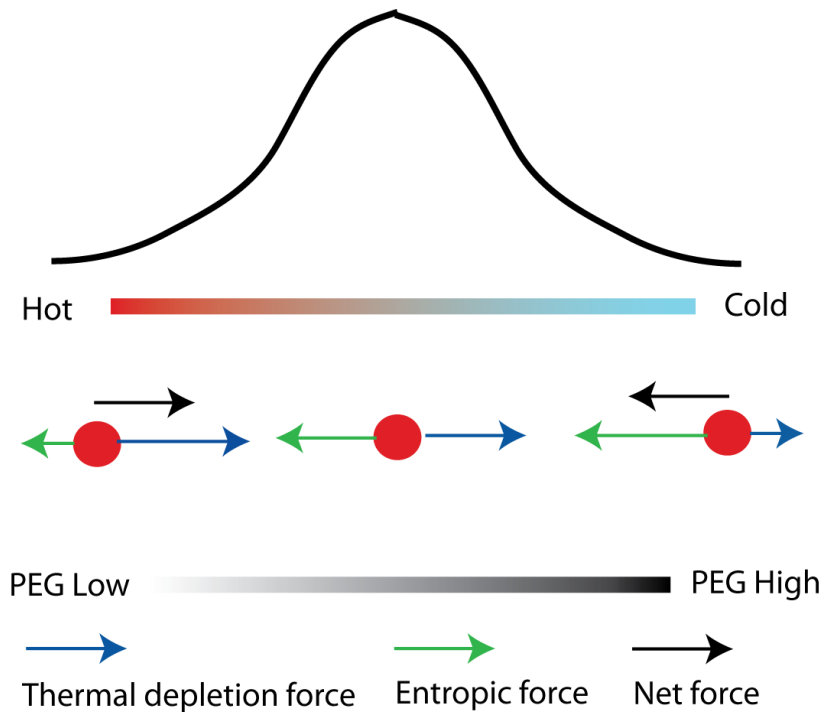 Hot
Cold
PEG Low
PEG High
Thermal depletion force
Entropic force
Net force